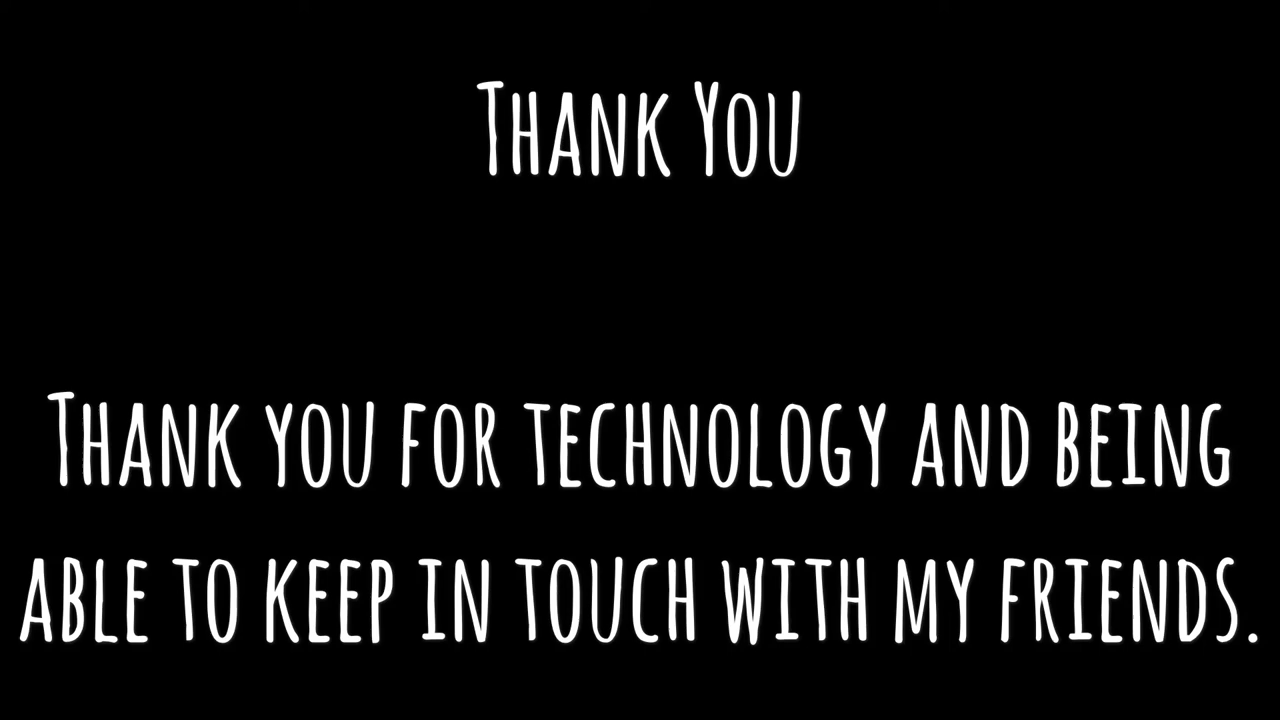 Thank You
Thank you for technology and being
able to keep in touch with my friends.